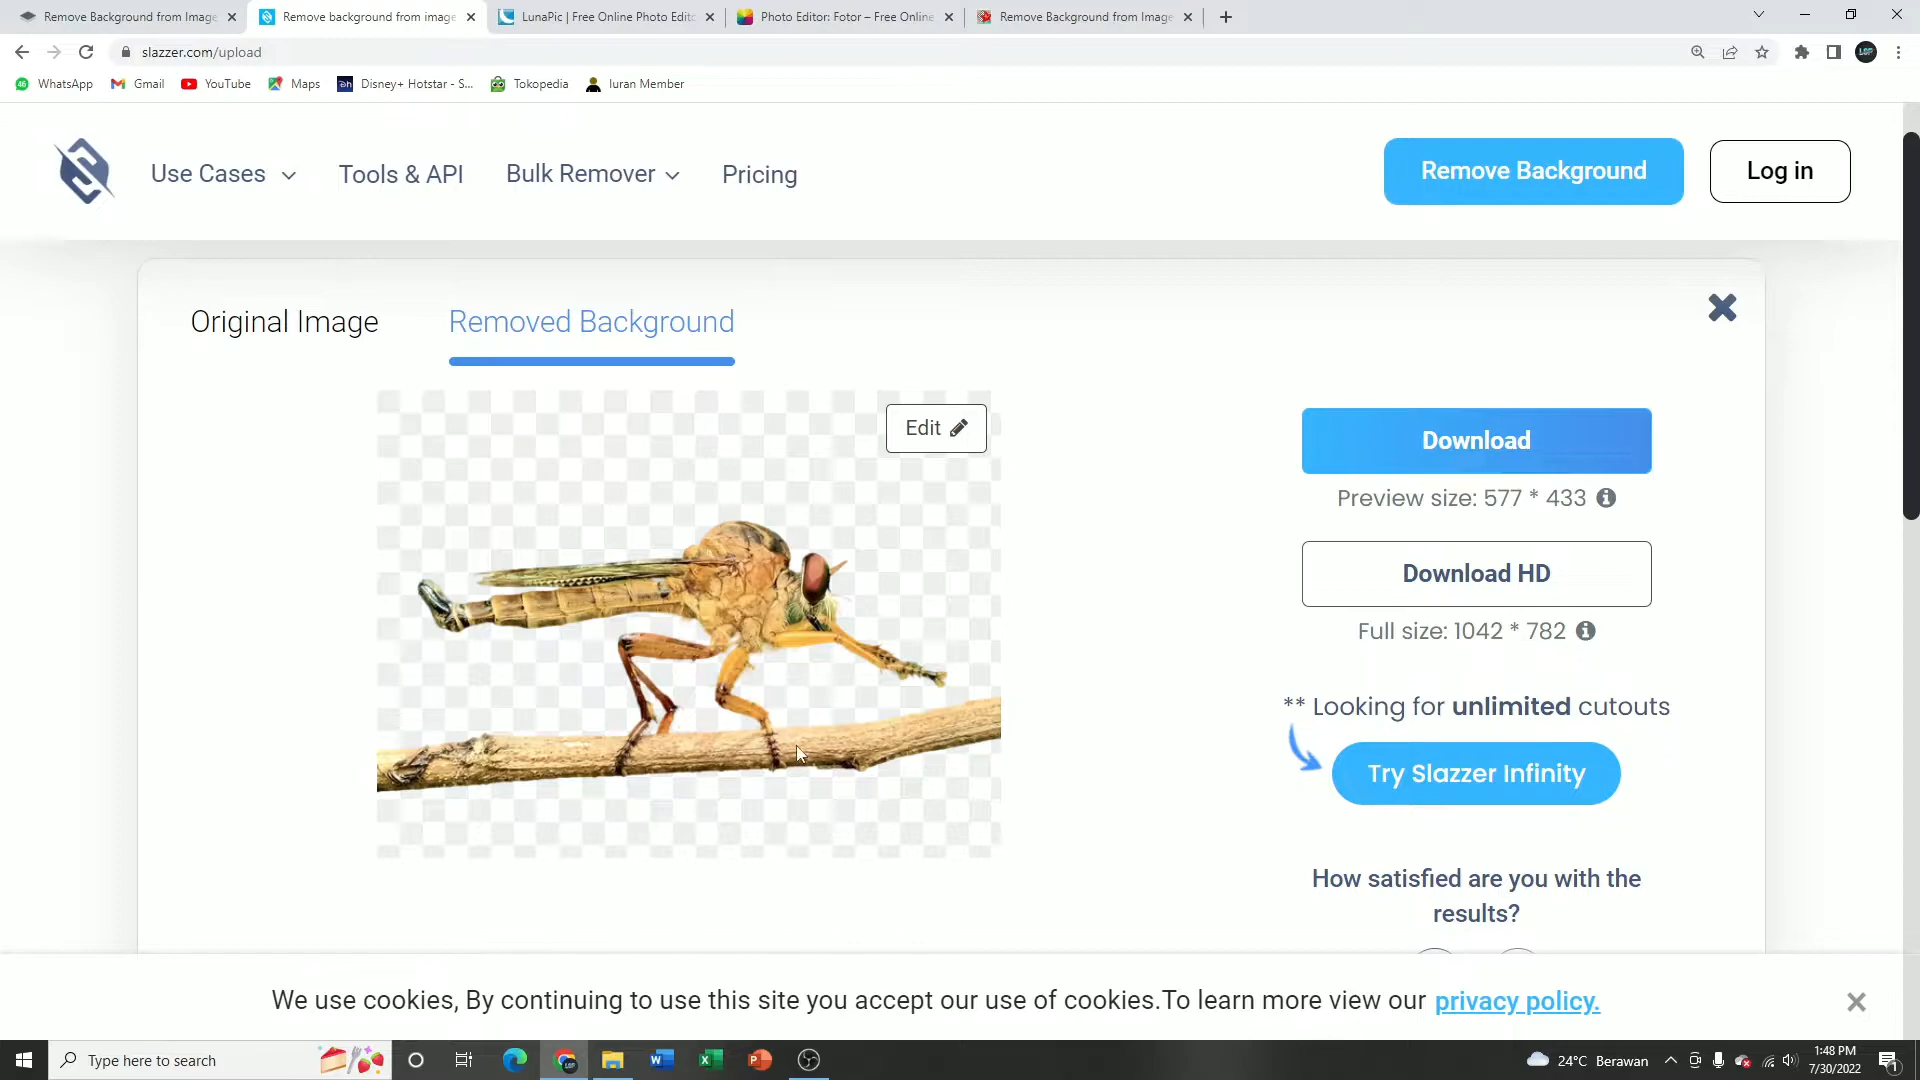 Remove Background from Image
Remove background from image
LunaPic | Free Online Photo Edito
Photo Editor: Fotor – Free Online
Remove Background from Image
slazzer.com/upload
LGP
46
WhatsApp
Gmail
YouTube
Maps
Disney+ Hotstar - S...
Tokopedia
Iuran Member
Use Cases
Tools & API
Bulk Remover
Pricing
Remove Background
Log in
Original Image
Removed Background
Edit
Download
Preview size: 577 * 433
Download HD
Full size: 1042 * 782
** Looking for unlimited cutouts
Try Slazzer Infinity
How satisfied are you with the
results?
We use cookies, By continuing to use this site you accept our use of cookies.To learn more view our privacy policy.
Type here to search
24°C Berawan
1:48 PM
7/30/2022
1